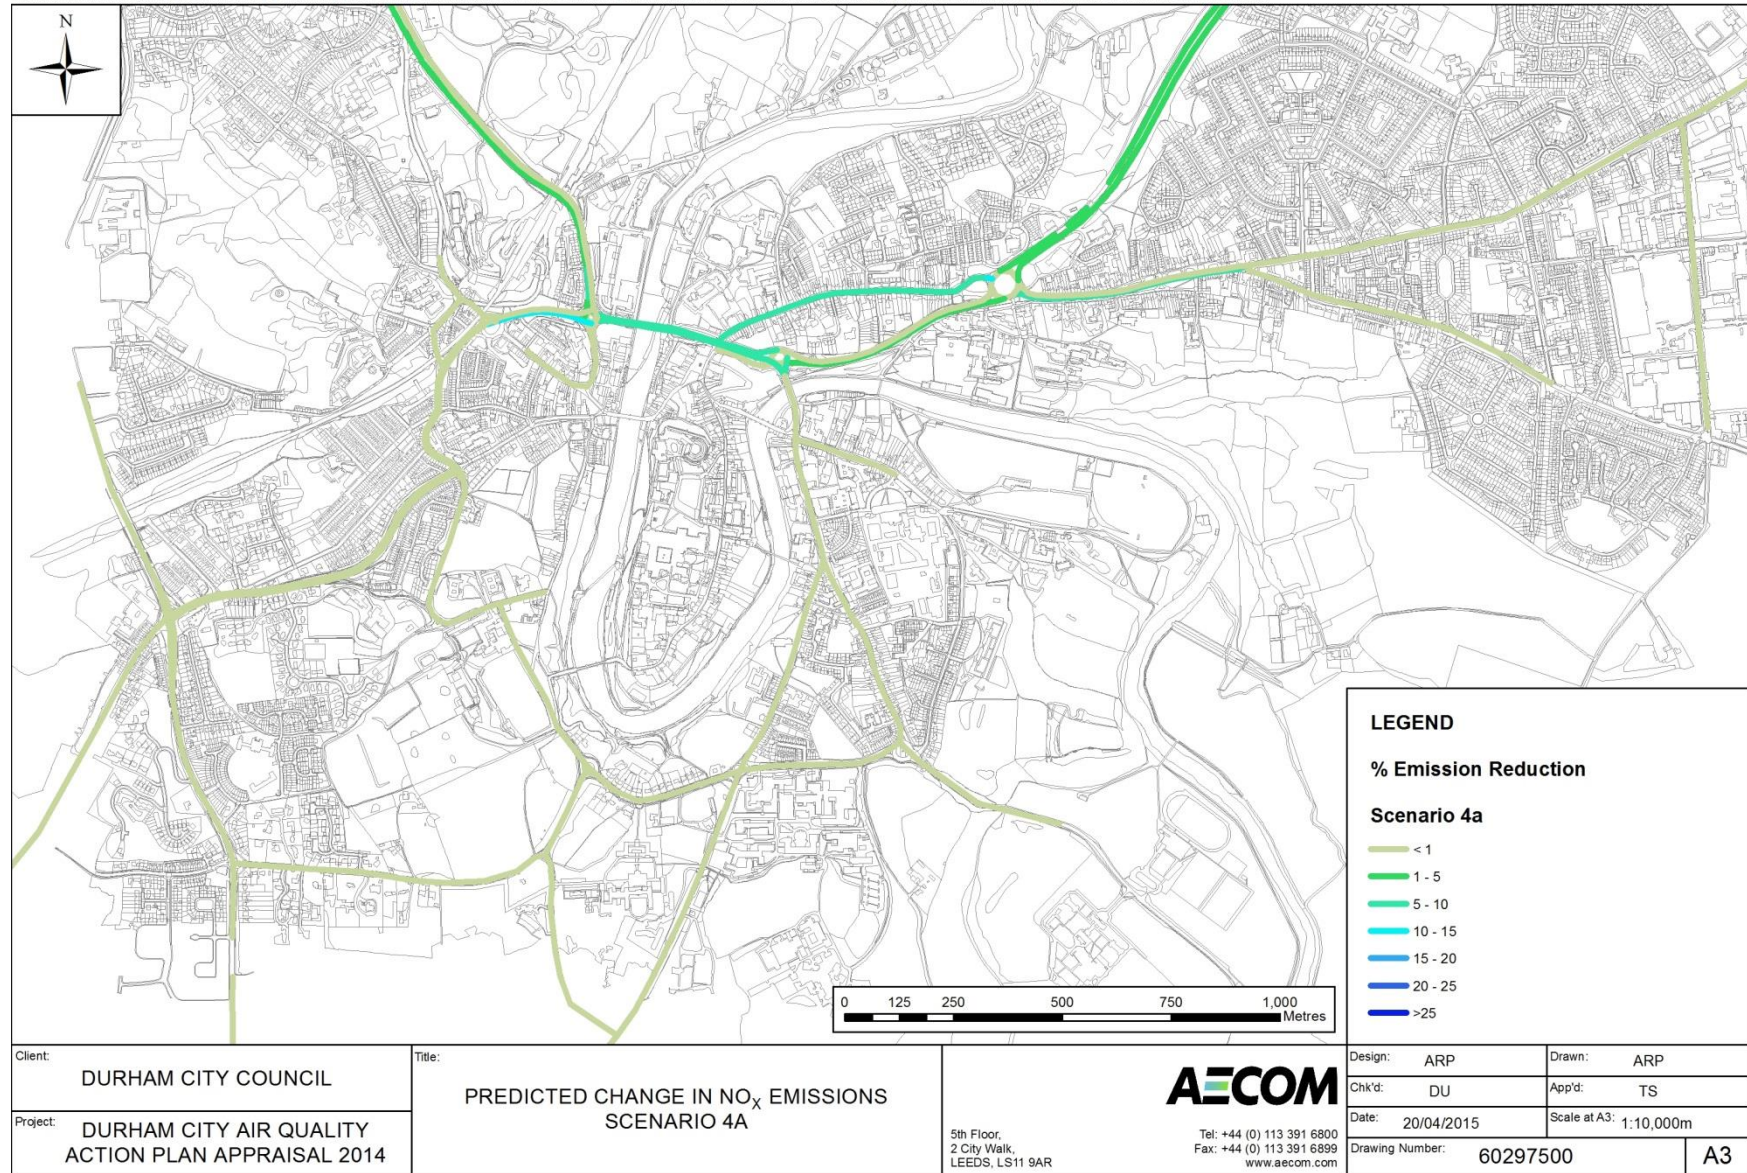 N
LEGEND
% Emission Reduction
Scenario 4a
< 1
1 - 5
5 - 10
10 - 15
15 - 20
20 - 25
>25
0 125 250 500 750 1,000
Metres
Client:
DURHAM CITY COUNCIL
Project:
DURHAM CITY AIR QUALITY
ACTION PLAN APPRAISAL 2014
Title:
PREDICTED CHANGE IN NOX EMISSIONS
SCENARIO 4A
AECOM
5th Floor,
2 City Walk,
LEEDS, LS11 9AR
Tel: +44 (0) 113 391 6800
Fax: +44 (0) 113 391 6899
www.aecom.com
Design: ARP
Drawn: ARP
Chk'd: DU
App'd: TS
Date: 20/04/2015
Scale at A3: 1:10,000m
Drawing Number: 60297500
A3